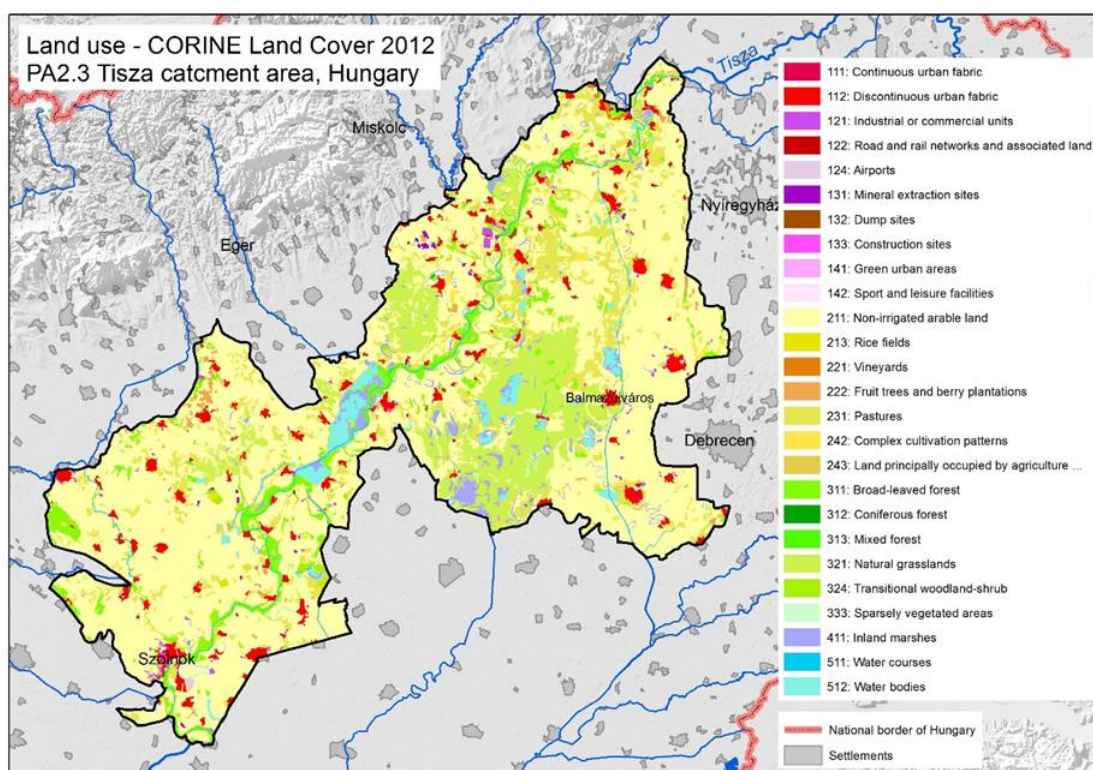 Land use - CORINE Land Cover 2012
PA2.3 Tisza catcment area, Hungary
Tisza
Miskolc
Nyíregyház
Eger
Balmazújváros
Debrecen
Szolnok
111: Continuous urban fabric
112: Discontinuous urban fabric
121: Industrial or commercial units
122: Road and rail networks and associated land
124: Airports
131: Mineral extraction sites
132: Dump sites
133: Construction sites
141: Green urban areas
142: Sport and leisure facilities
211: Non-irrigated arable land
213: Rice fields
221: Vineyards
222: Fruit trees and berry plantations
231: Pastures
242: Complex cultivation patterns
243: Land principally occupied by agriculture ...
311: Broad-leaved forest
312: Coniferous forest
313: Mixed forest
321: Natural grasslands
324: Transitional woodland-shrub
333: Sparsely vegetated areas
411: Inland marshes
511: Water courses
512: Water bodies
National border of Hungary
Settlements